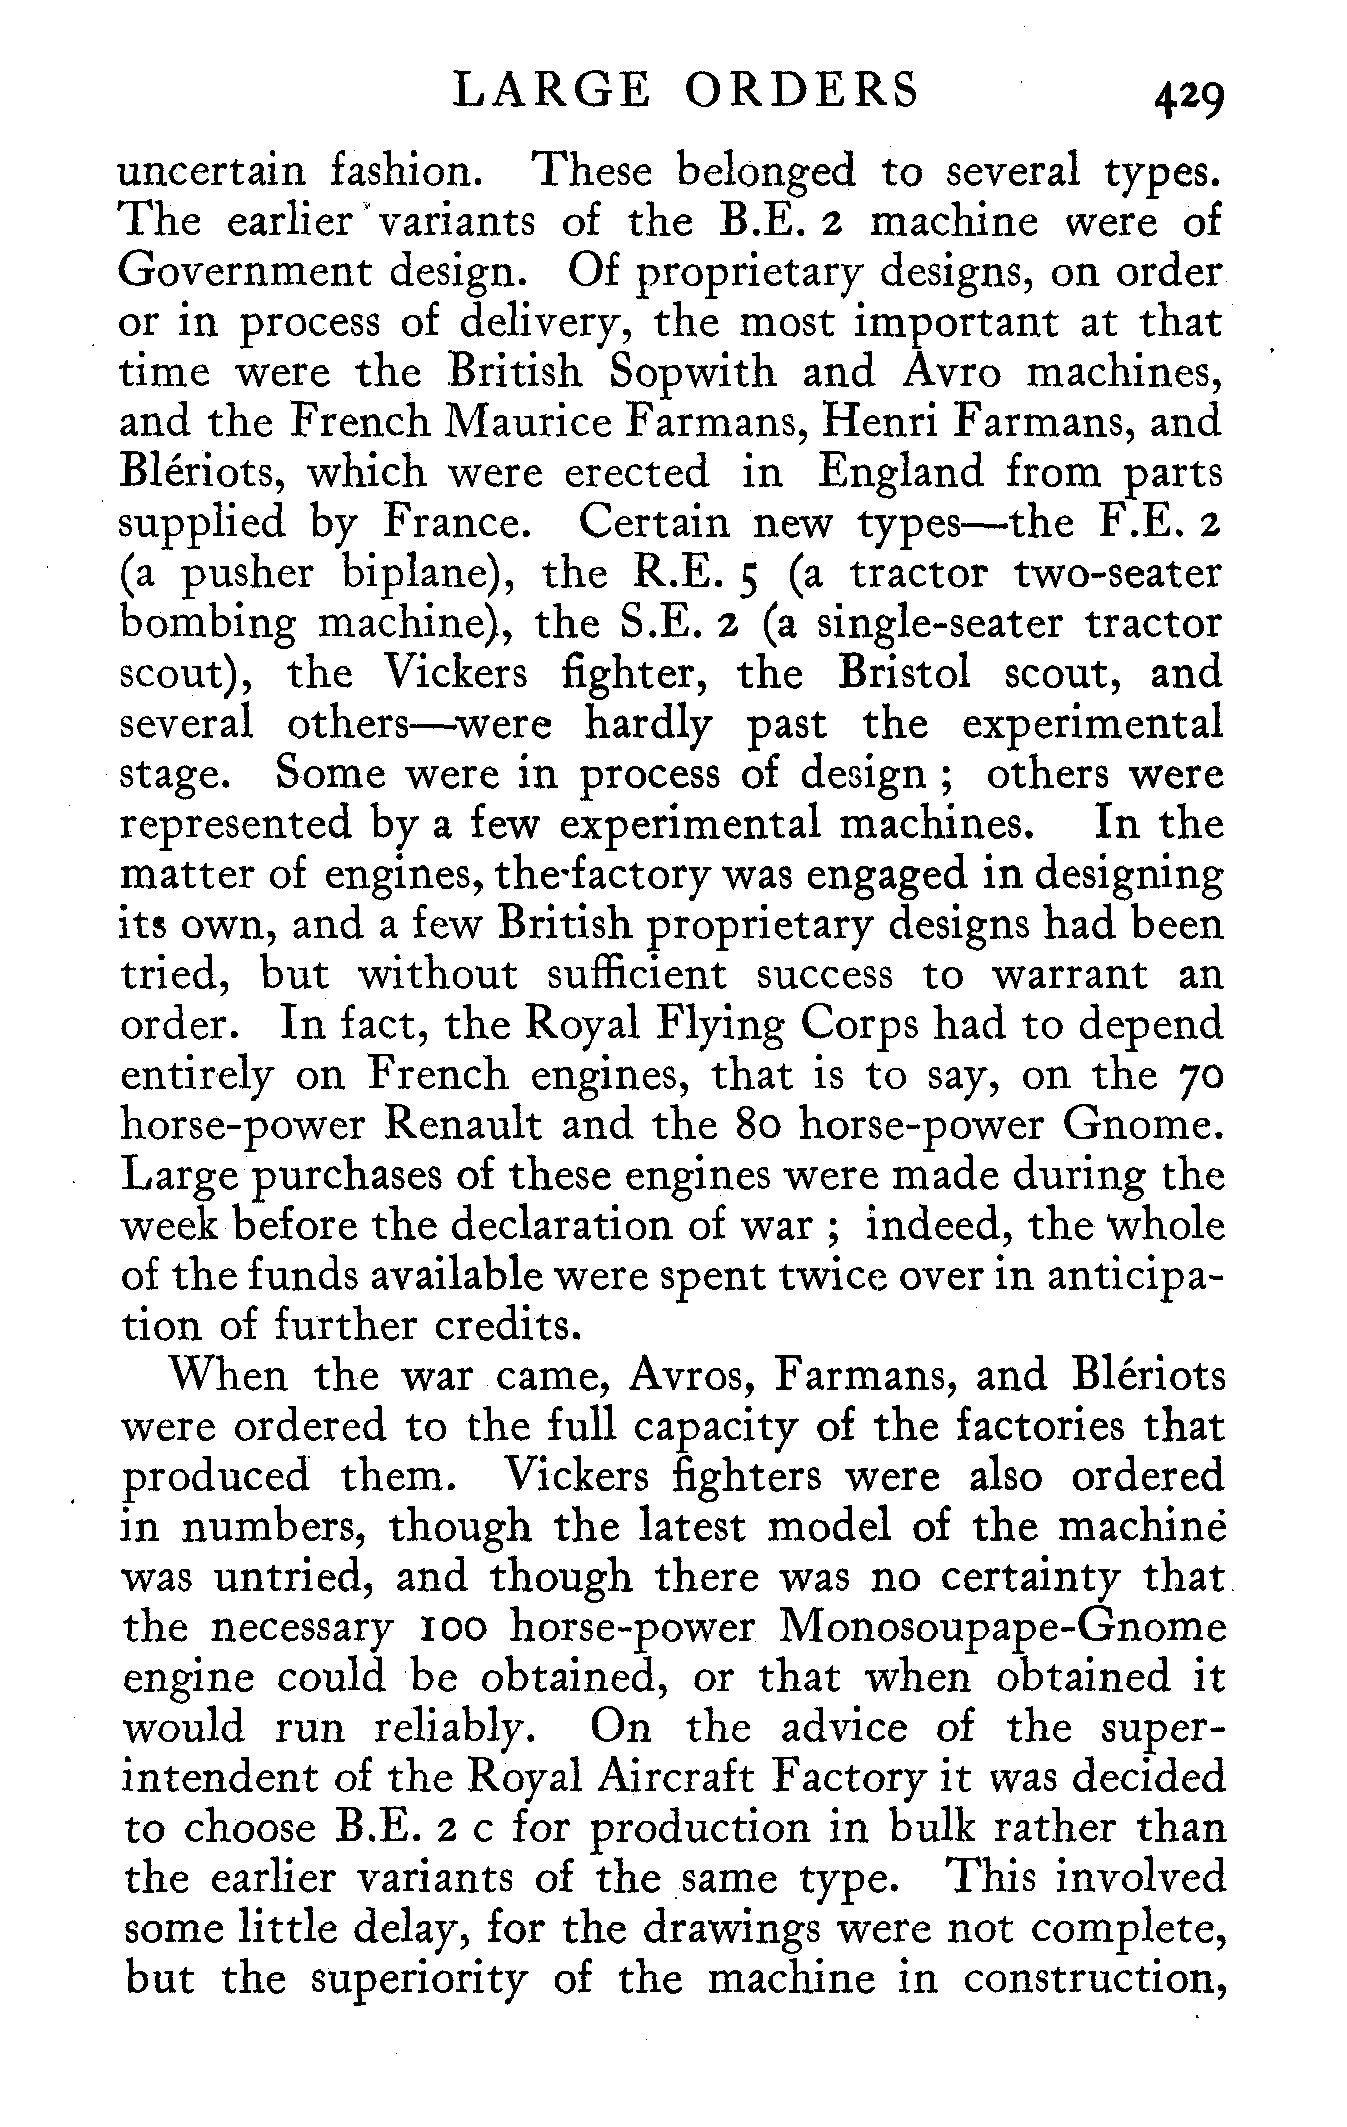 LARGE ORDERS 429
uncertain fashion. These belonged to several types.
The earlier variants of the B.E. 2 machine were of
Government design. Of proprietary designs, on order
or in process of delivery, the most important at that
time were the British Sopwith and Avro machines,
and the French Maurice Farmans, Henri Farmans, and
Blériots, which were erected in England from parts
supplied by France. Certain new types—the F.E. 2
(a pusher biplane), the R.E. 5 (a tractor two-seater
bombing machine), the S.E. 2 (a single-seater tractor
scout), the Vickers fighter, the Bristol scout, and
several others—were hardly past the experimental
stage. Some were in process of design ; others were
represented by a few experimental machines. In the
matter of engines, the factory was engaged in designing
its own, and a few British proprietary designs had been
tried, but without sufficient success to warrant an
order. In fact, the Royal Flying Corps had to depend
entirely on French engines, that is to say, on the 70
horse-power Renault and the 80 horse-power Gnome.
Large purchases of these engines were made during the
week before the declaration of war ; indeed, the whole
of the funds available were spent twice over in anticipa-
tion of further credits.
When the war came, Avros, Farmans, and Blériots
were ordered to the full capacity of the factories that
produced them. Vickers fighters were also ordered
in numbers, though the latest model of the machine
was untried, and though there was no certainty that
the necessary 100 horse-power Monosoupape-Gnome
engine could be obtained, or that when obtained it
would run reliably. On the advice of the super-
intendent of the Royal Aircraft Factory it was decided
to choose B.E. 2 c for production in bulk rather than
the earlier variants of the same type. This involved
some little delay, for the drawings were not complete,
but the superiority of the machine in construction,